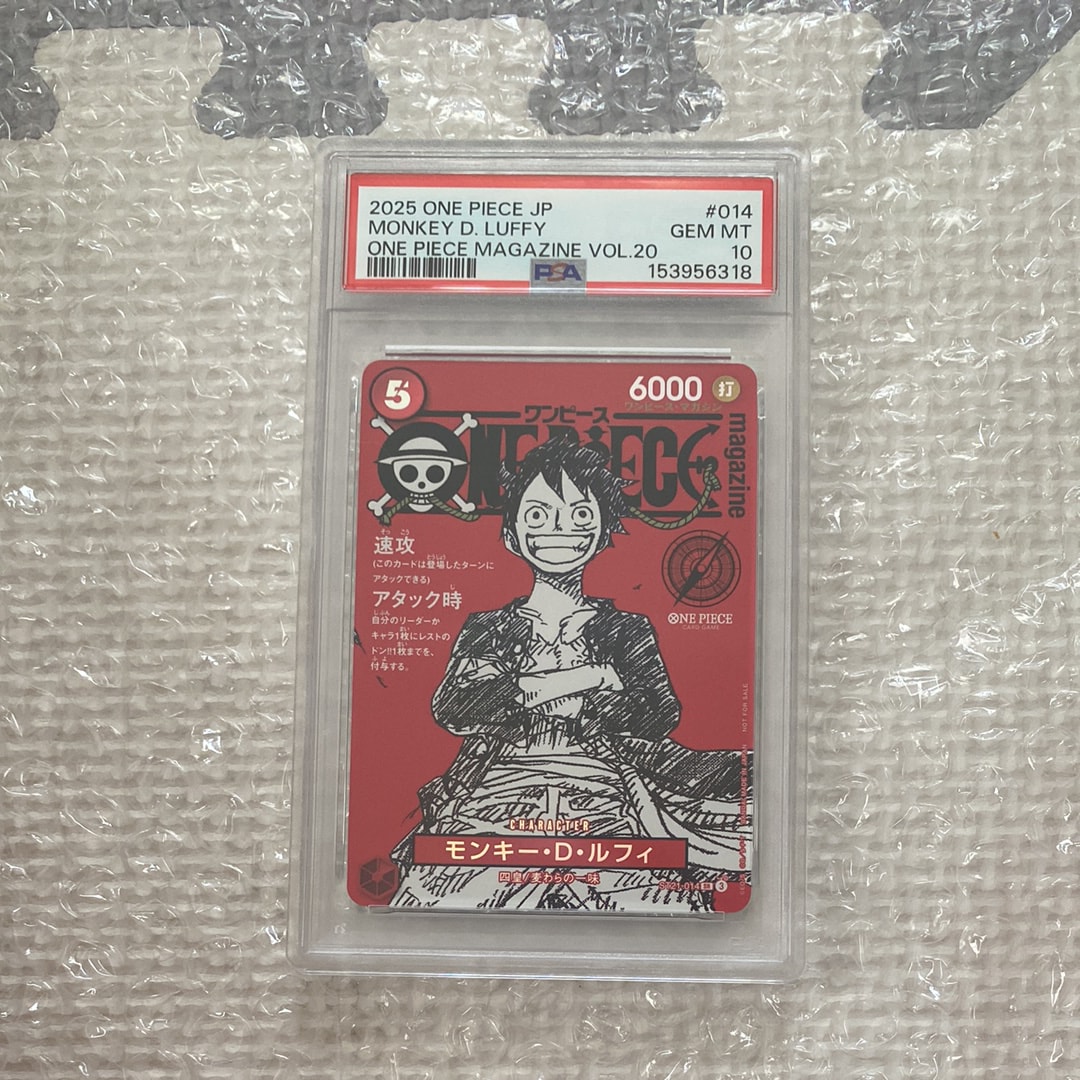 2025 ONE PIECE JP #014
MONKEY D. LUFFY GEM MT
ONE PIECE MAGAZINE VOL.20 10
PSA 153956318
5 6000 打
ワンピース・マガジン
ワンピース
ONE PIECE
magazine
速攻
(このカードは登場したターンに
アタックできる)
アタック時
自分のリーダーか
キャラ1枚にレストの
ドン!!1枚までを、
付与する。
ONE PIECE
CARD GAME
NOT FOR SALE
CHARACTER
モンキー・D・ルフィ
四皇/麦わらの一味
ST21-014 SR 3